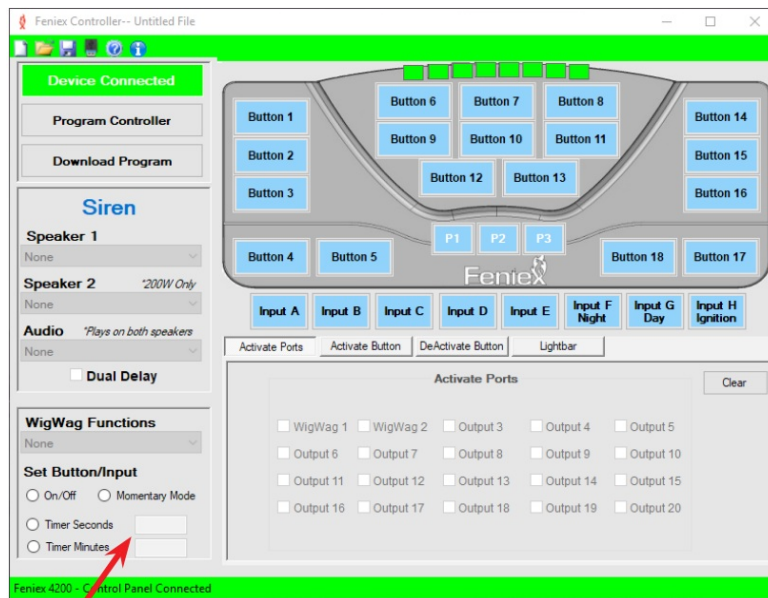 Feniex Controller-- Untitled File
Device Connected
Program Controller
Download Program
Siren
Speaker 1
None
Speaker 2 *200W Only
None
Audio *Plays on both speakers
None
Dual Delay
WigWag Functions
None
Set Button/Input
On/Off Momentary Mode
Timer Seconds
Timer Minutes
Button 6 Button 7 Button 8
Button 1 Button 14
Button 9 Button 10 Button 11
Button 2 Button 15
Button 12 Button 13
Button 3 Button 16
P1 P2 P3
Button 4 Button 5 Button 18 Button 17
Feniex
Input A Input B Input C Input D Input E Input F Night Input G Day Input H Ignition
Activate Ports Activate Button DeActivate Button Lightbar
Activate Ports
Clear
WigWag 1 WigWag 2 Output 3 Output 4 Output 5
Output 6 Output 7 Output 8 Output 9 Output 10
Output 11 Output 12 Output 13 Output 14 Output 15
Output 16 Output 17 Output 18 Output 19 Output 20
Feniex 4200 - Control Panel Connected